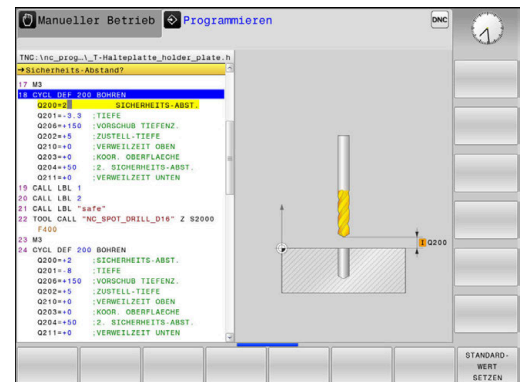 Manueller Betrieb
Programmieren
DNC
TNC:\nc_prog…\_T-Halteplatte_holder_plate.h
→Sicherheits-Abstand?
17 M3
18 CYCL DEF 200 BOHREN
Q200=2 SICHERHEITS-ABST.
Q201=-3.3 ;TIEFE
Q206=+150 ;VORSCHUB TIEFENZ.
Q202=+5 ;ZUSTELL-TIEFE
Q210=+0 ;VERWEILZEIT OBEN
Q203=+0 ;KOOR. OBERFLAECHE
Q204=+50 ;2. SICHERHEITS-ABST.
Q211=+0 ;VERWEILZEIT UNTEN
19 CALL LBL 1
20 CALL LBL 2
21 CALL LBL "safe"
22 TOOL CALL "NC_SPOT_DRILL_D16" Z S2000
F400
23 M3
24 CYCL DEF 200 BOHREN
Q200=+2 ;SICHERHEITS-ABST.
Q201=-8 ;TIEFE
Q206=+150 ;VORSCHUB TIEFENZ.
Q202=+5 ;ZUSTELL-TIEFE
Q210=+0 ;VERWEILZEIT OBEN
Q203=+0 ;KOOR. OBERFLAECHE
Q204=+50 ;2. SICHERHEITS-ABST.
Q211=+0 ;VERWEILZEIT UNTEN
I Q200
STANDARD-
WERT
SETZEN